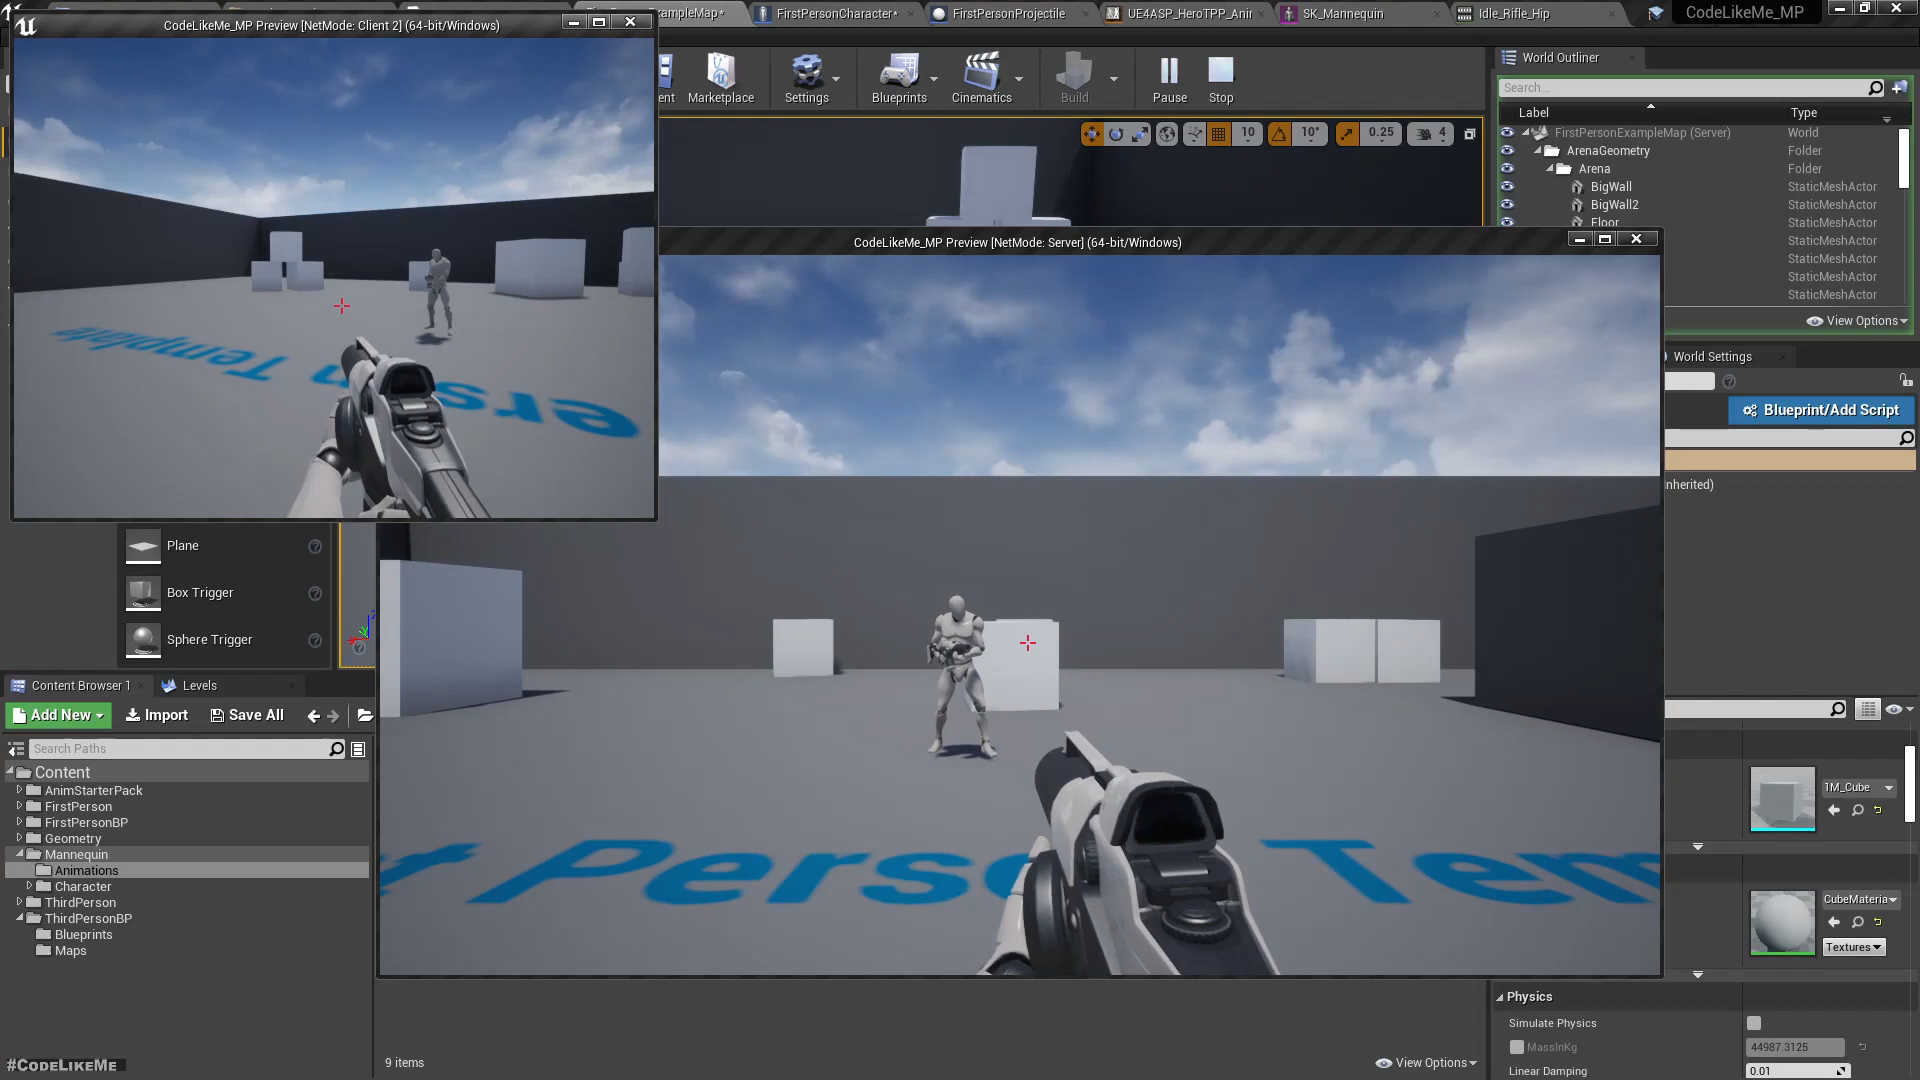 CodeLikeMe_MP Preview [NetMode: Client 2] (64-bit/Windows)
FirstPersonCharacter*
FirstPersonProjectile
UE4ASP_HeroTPP_Ani
SK_Mannequin
Idle_Rifle_Hip
CodeLikeMe_MP
Marketplace
Settings
Blueprints
Cinematics
Build
Pause
Stop
World Outliner
Search...
Label
Type
10
10°
0.25
4
FirstPersonExampleMap (Server)
World
ArenaGeometry
Folder
Arena
Folder
BigWall
StaticMeshActor
BigWall2
StaticMeshActor
Floor
StaticMeshActor
StaticMeshActor
StaticMeshActor
StaticMeshActor
StaticMeshActor
View Options
CodeLikeMe_MP Preview [NetMode: Server] (64-bit/Windows)
World Settings
Blueprint/Add Script
nherited)
Template
Plane
Box Trigger
Sphere Trigger
Content Browser 1
Levels
Add New
Import
Save All
Search Paths
Content
AnimStarterPack
FirstPerson
FirstPersonBP
Geometry
Mannequin
Animations
Character
ThirdPerson
ThirdPersonBP
Blueprints
Maps
1M_Cube
CubeMateria
Textures
Physics
Simulate Physics
MassInKg
44987.3125
Linear Damping
0.01
9 items
View Options
#CodeLikeMe